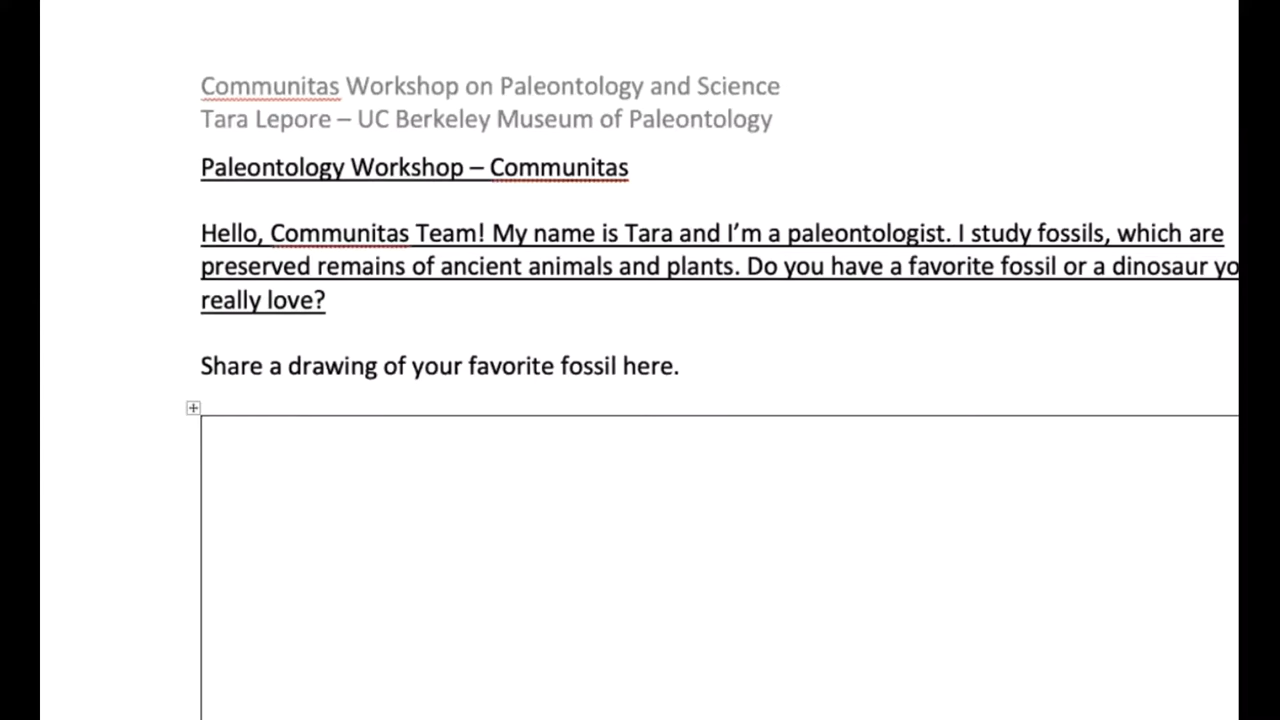 Communitas Workshop on Paleontology and Science
Tara Lepore – UC Berkeley Museum of Paleontology
Paleontology Workshop – Communitas
Hello, Communitas Team! My name is Tara and I’m a paleontologist. I study fossils, which are
preserved remains of ancient animals and plants. Do you have a favorite fossil or a dinosaur yo
really love?
Share a drawing of your favorite fossil here.